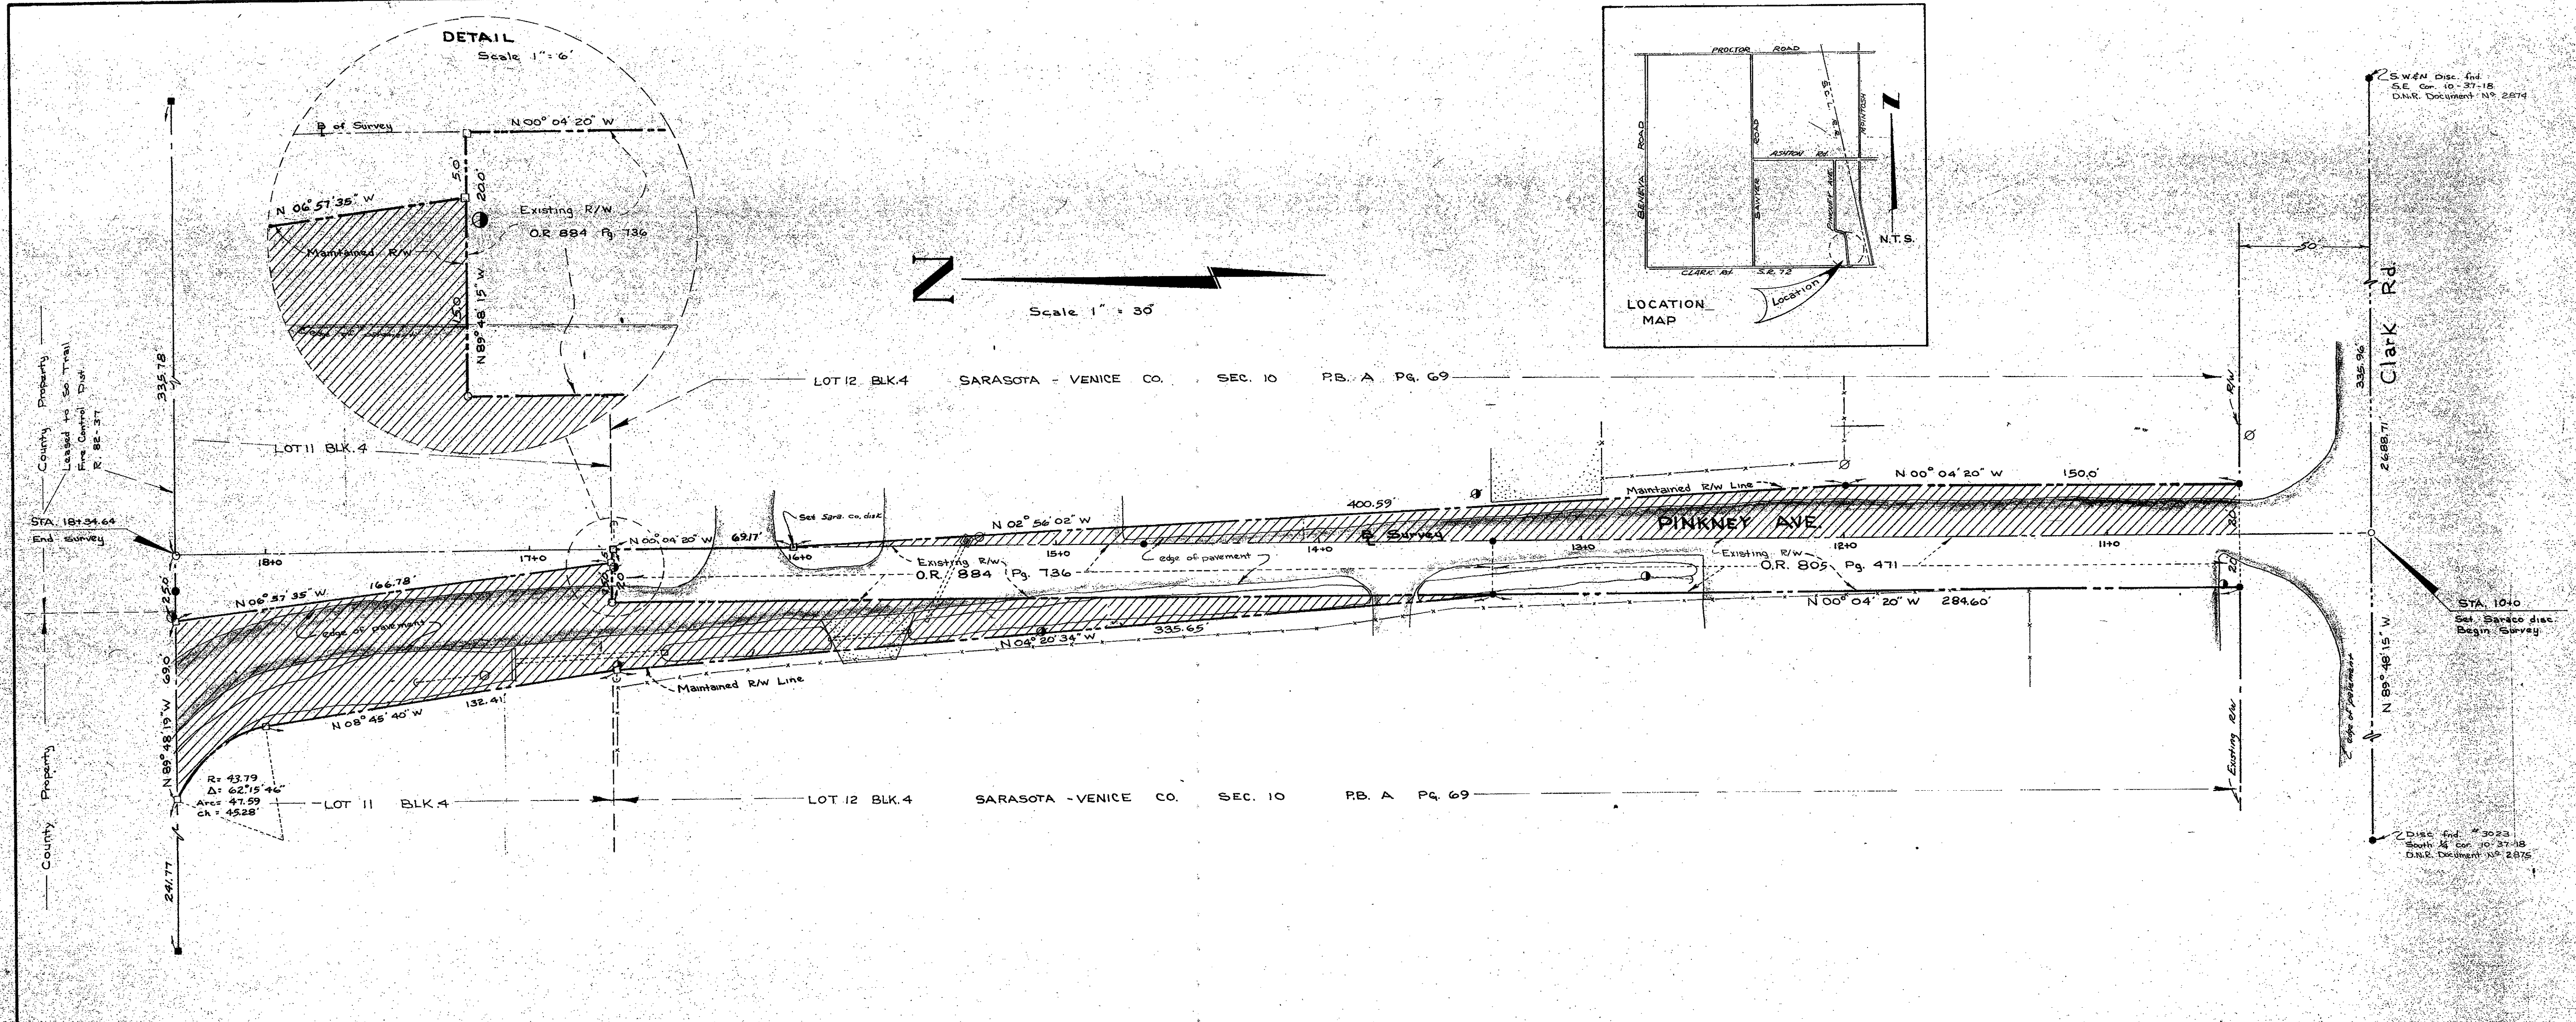 DETAIL
Scale 1" = 6'
℄ of Survey
N 00° 04' 20" W
5.0
20.0'
N 06° 57' 35" W
Existing R/W
O.R. 884 Pg. 736
Maintained R/W
15.0
N 89° 48' 15" W
N
Scale 1" = 30'
PROCTOR ROAD
BENEVA ROAD
SAWYER ROAD
S.C.L. R.R.
McINTOSH
ASHTON Rd.
PINKNEY AVE.
CLARK Rd. S.R. 72
N
N.T.S.
LOCATION MAP
Location
S.W.&N Disc. fnd.
S.E. Cor. 10-37-18
D.N.R. Document Nº 2874
50'
Clark Rd.
335.96'
2688.71'
R/W
County Property
Leased to So. Trail
Fire Control Dist.
R. 82-37
335.78'
LOT 12 BLK.4 SARASOTA - VENICE CO. SEC. 10 P.B. A PG. 69
LOT 11 BLK. 4
STA. 18+34.64
End Survey
18+0
17+0
16+0
15+0
14+0
13+0
12+0
11+0
N 00° 04' 20" W 69.17'
Set Sara. Co. disk
N 02° 56' 02" W
400.59'
Maintained R/W Line
N 00° 04' 20" W 150.0'
PINKNEY AVE.
℄ Survey
20'
20'
Existing R/W
O.R. 884 Pg. 736
edge of pavement
Existing R/W
O.R. 805 Pg. 471
N 00° 04' 20" W 284.60'
25.0'
N 06° 57' 35" W
166.78
edge of pavement
20'
N 04° 20' 34" W 335.65'
Maintained R/W Line
N 08° 45' 40" W
132.41'
N 89° 48' 19" W 69.0'
R= 43.79
Δ= 62°15'46"
Arc= 47.59
ch = 45.28'
LOT 11 BLK.4
LOT 12 BLK.4 SARASOTA - VENICE CO. SEC. 10 P.B. A PG. 69
County Property
241.77
STA. 10+0
Set Saraco disc
Begin Survey
N 89° 48' 15" W
edge of pavement
Existing R/W
Disc fnd. # 3023
South ¼ cor. 10-37-18
D.N.R. Document Nº 2875